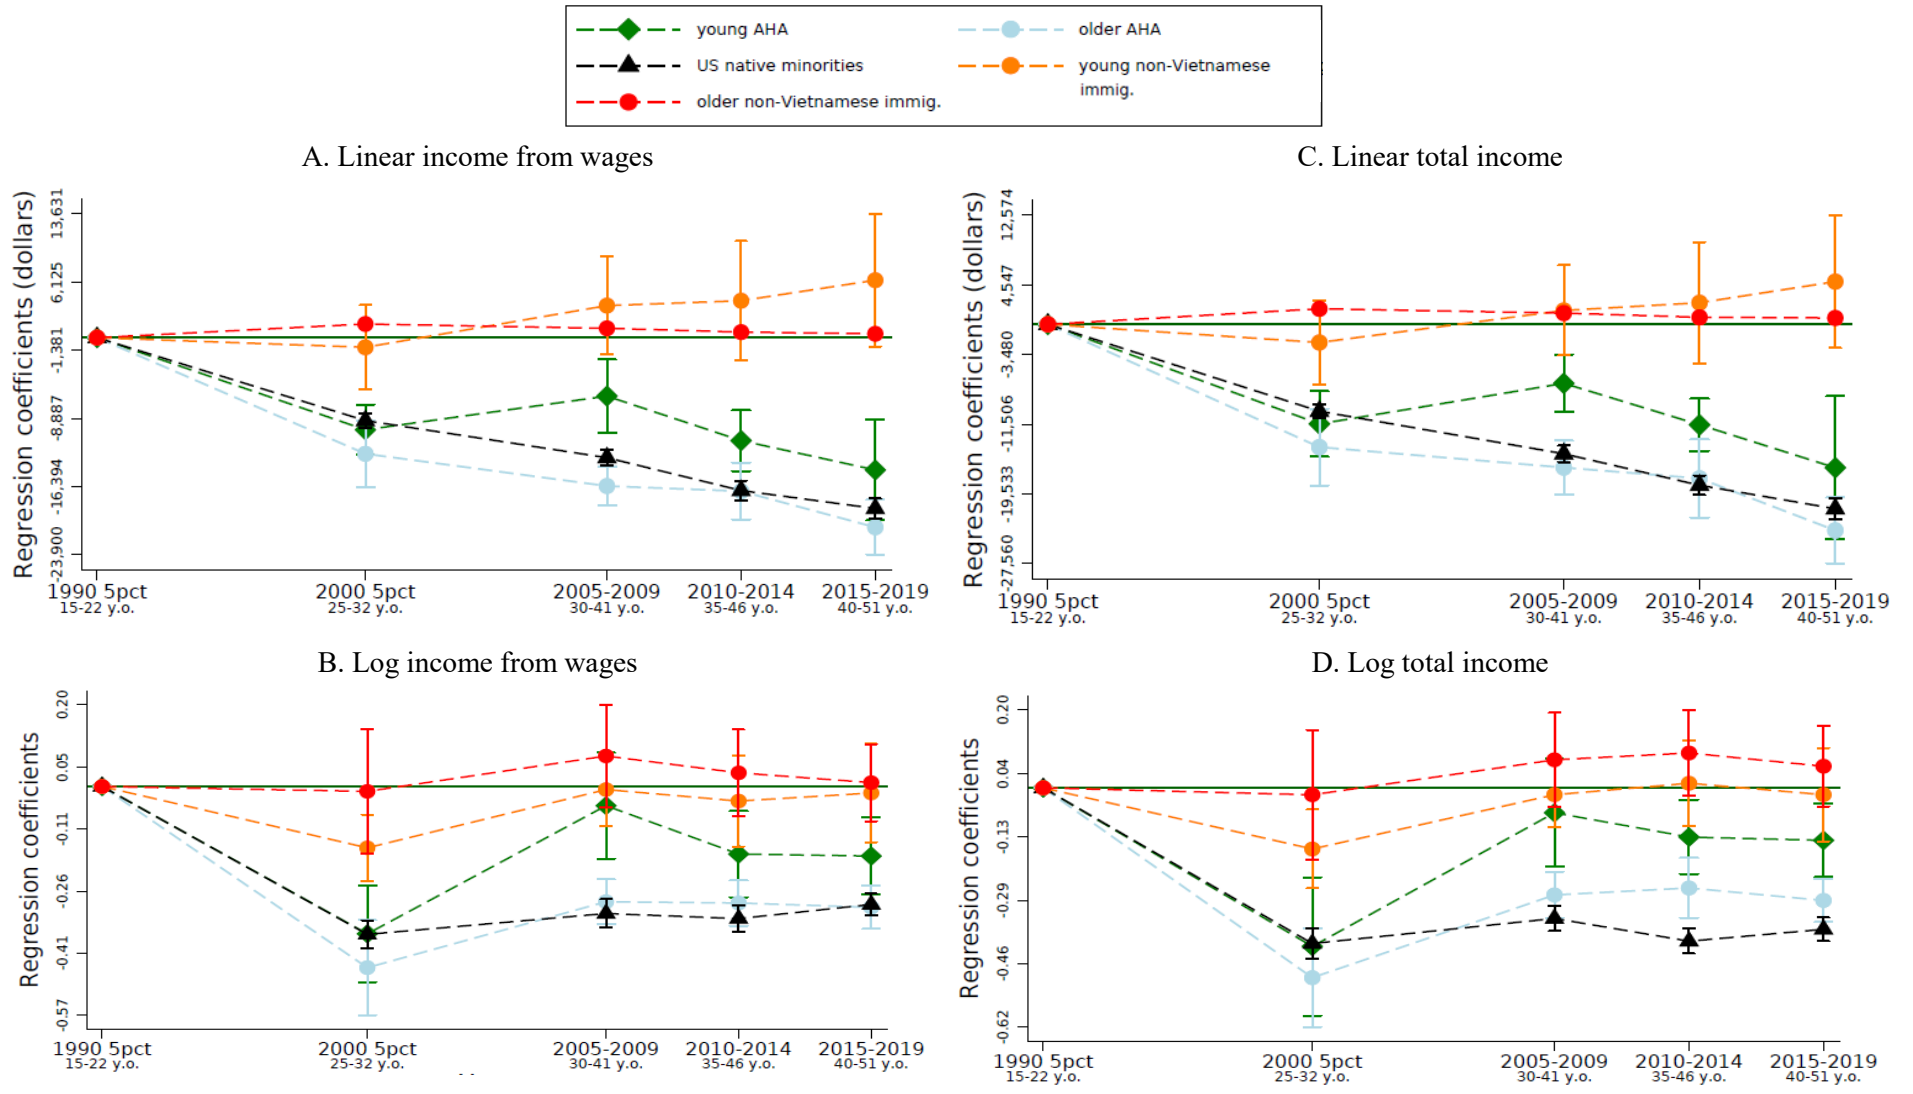 young AHA
older AHA
US native minorities
young non-Vietnamese
immig.
older non-Vietnamese immig.
A. Linear income from wages
Regression coefficients (dollars)
13,631
6,125
-1,381
-8,887
-16,394
-23,900
1990 5pct
15-22 y.o.
2000 5pct
25-32 y.o.
2005-2009
30-41 y.o.
2010-2014
35-46 y.o.
2015-2019
40-51 y.o.
C. Linear total income
Regression coefficients (dollars)
12,574
4,547
-3,480
-11,506
-19,533
-27,560
1990 5pct
15-22 y.o.
2000 5pct
25-32 y.o.
2005-2009
30-41 y.o.
2010-2014
35-46 y.o.
2015-2019
40-51 y.o.
B. Log income from wages
Regression coefficients
0.20
0.05
-0.11
-0.26
-0.41
-0.57
1990 5pct
15-22 y.o.
2000 5pct
25-32 y.o.
2005-2009
30-41 y.o.
2010-2014
35-46 y.o.
2015-2019
40-51 y.o.
D. Log total income
Regression coefficients
0.20
0.04
-0.13
-0.29
-0.46
-0.62
1990 5pct
15-22 y.o.
2000 5pct
25-32 y.o.
2005-2009
30-41 y.o.
2010-2014
35-46 y.o.
2015-2019
40-51 y.o.